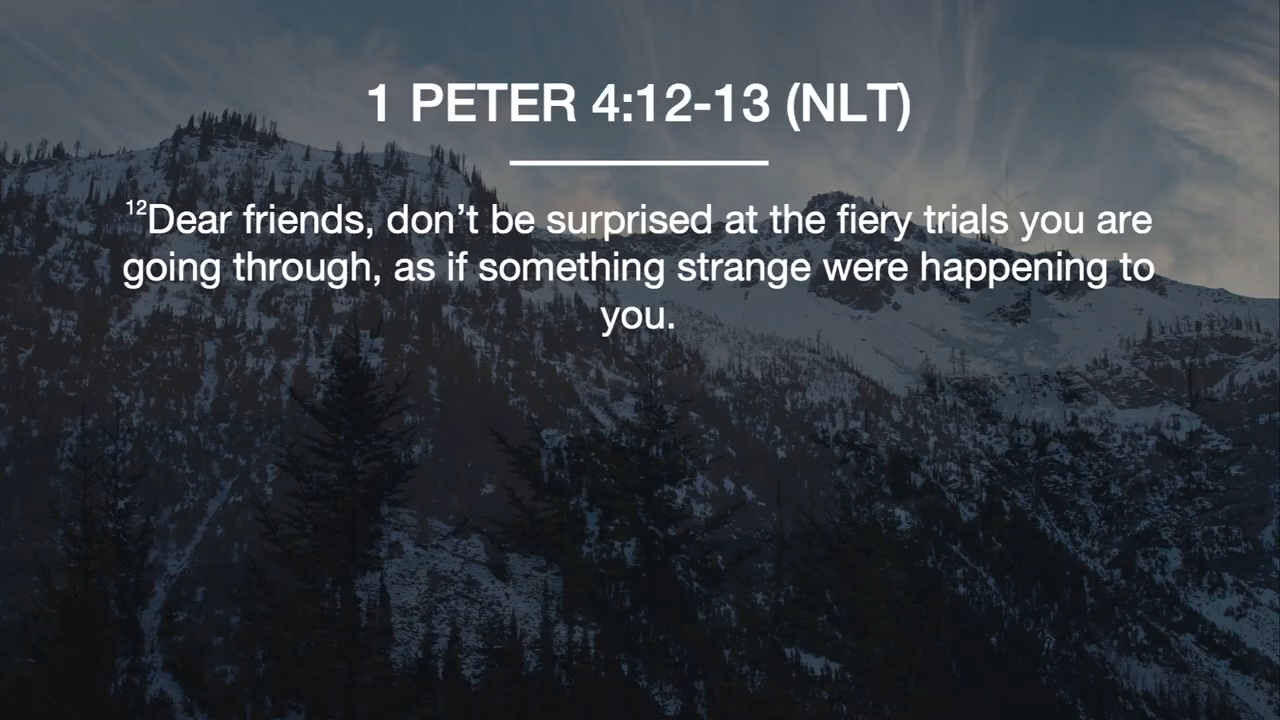 1 PETER 4:12-13 (NLT)
¹²Dear friends, don’t be surprised at the fiery trials you are
going through, as if something strange were happening to
you.